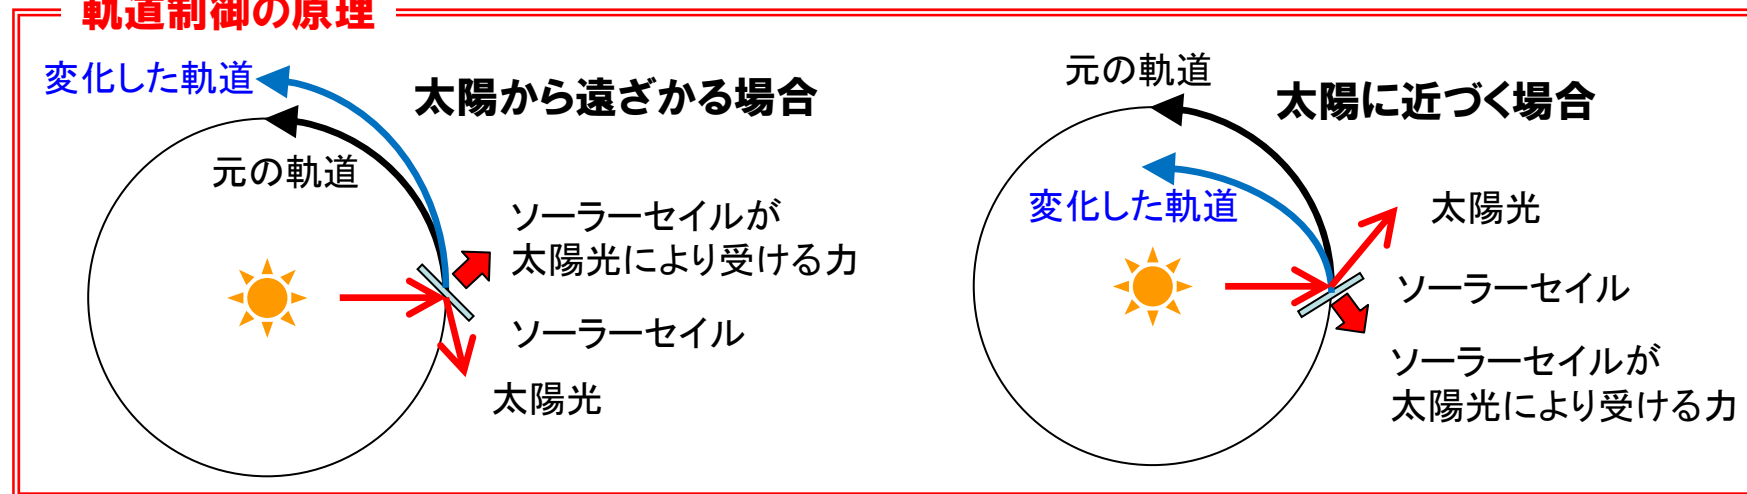 軌道制御の原理
変化した軌道
太陽から遠ざかる場合
元の軌道
ソーラーセイルが
太陽光により受ける力
ソーラーセイル
太陽光
元の軌道
太陽に近づく場合
変化した軌道
太陽光
ソーラーセイル
ソーラーセイルが
太陽光により受ける力